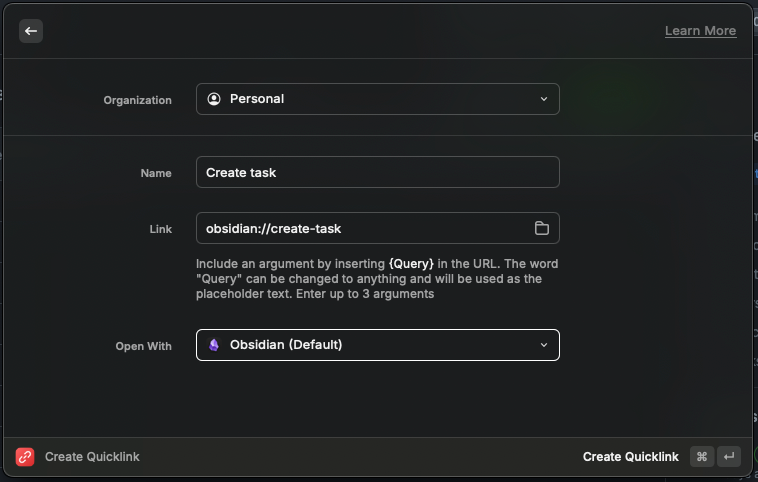 Learn More
Organization
Personal
Name
Create task
Link
obsidian://create-task
Include an argument by inserting {Query} in the URL. The word
"Query" can be changed to anything and will be used as the
placeholder text. Enter up to 3 arguments
Open With
Obsidian (Default)
Create Quicklink
Create Quicklink ⌘ ↵